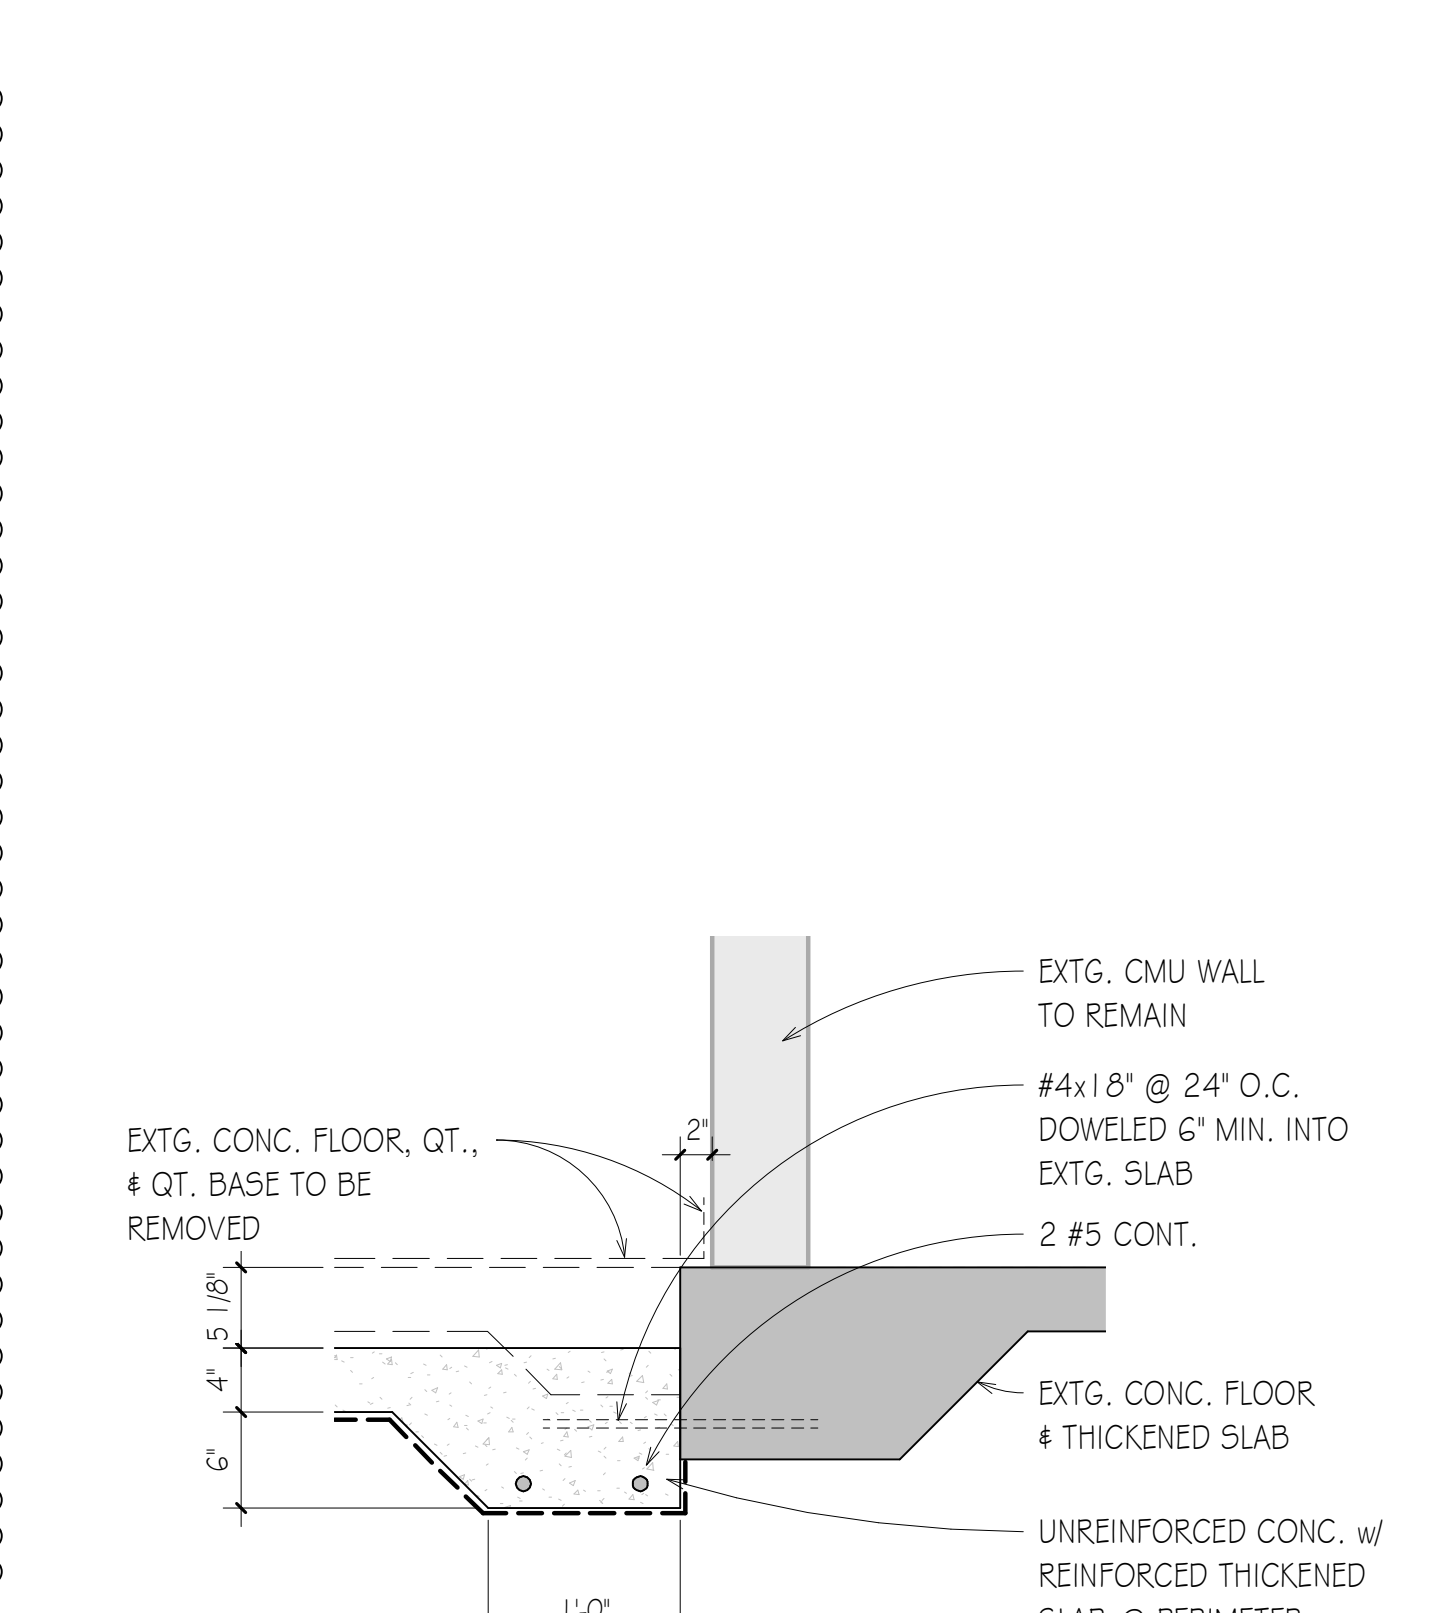 EXTG. CMU WALL
TO REMAIN
#4x18" @ 24" O.C.
DOWELED 6" MIN. INTO
EXTG. SLAB
2"
EXTG. CONC. FLOOR, QT.,
& QT. BASE TO BE
REMOVED
2 #5 CONT.
5 1/8"
4"
6"
EXTG. CONC. FLOOR
& THICKENED SLAB
UNREINFORCED CONC. w/
REINFORCED THICKENED
SLAB @ PERIMETER
1'-0"